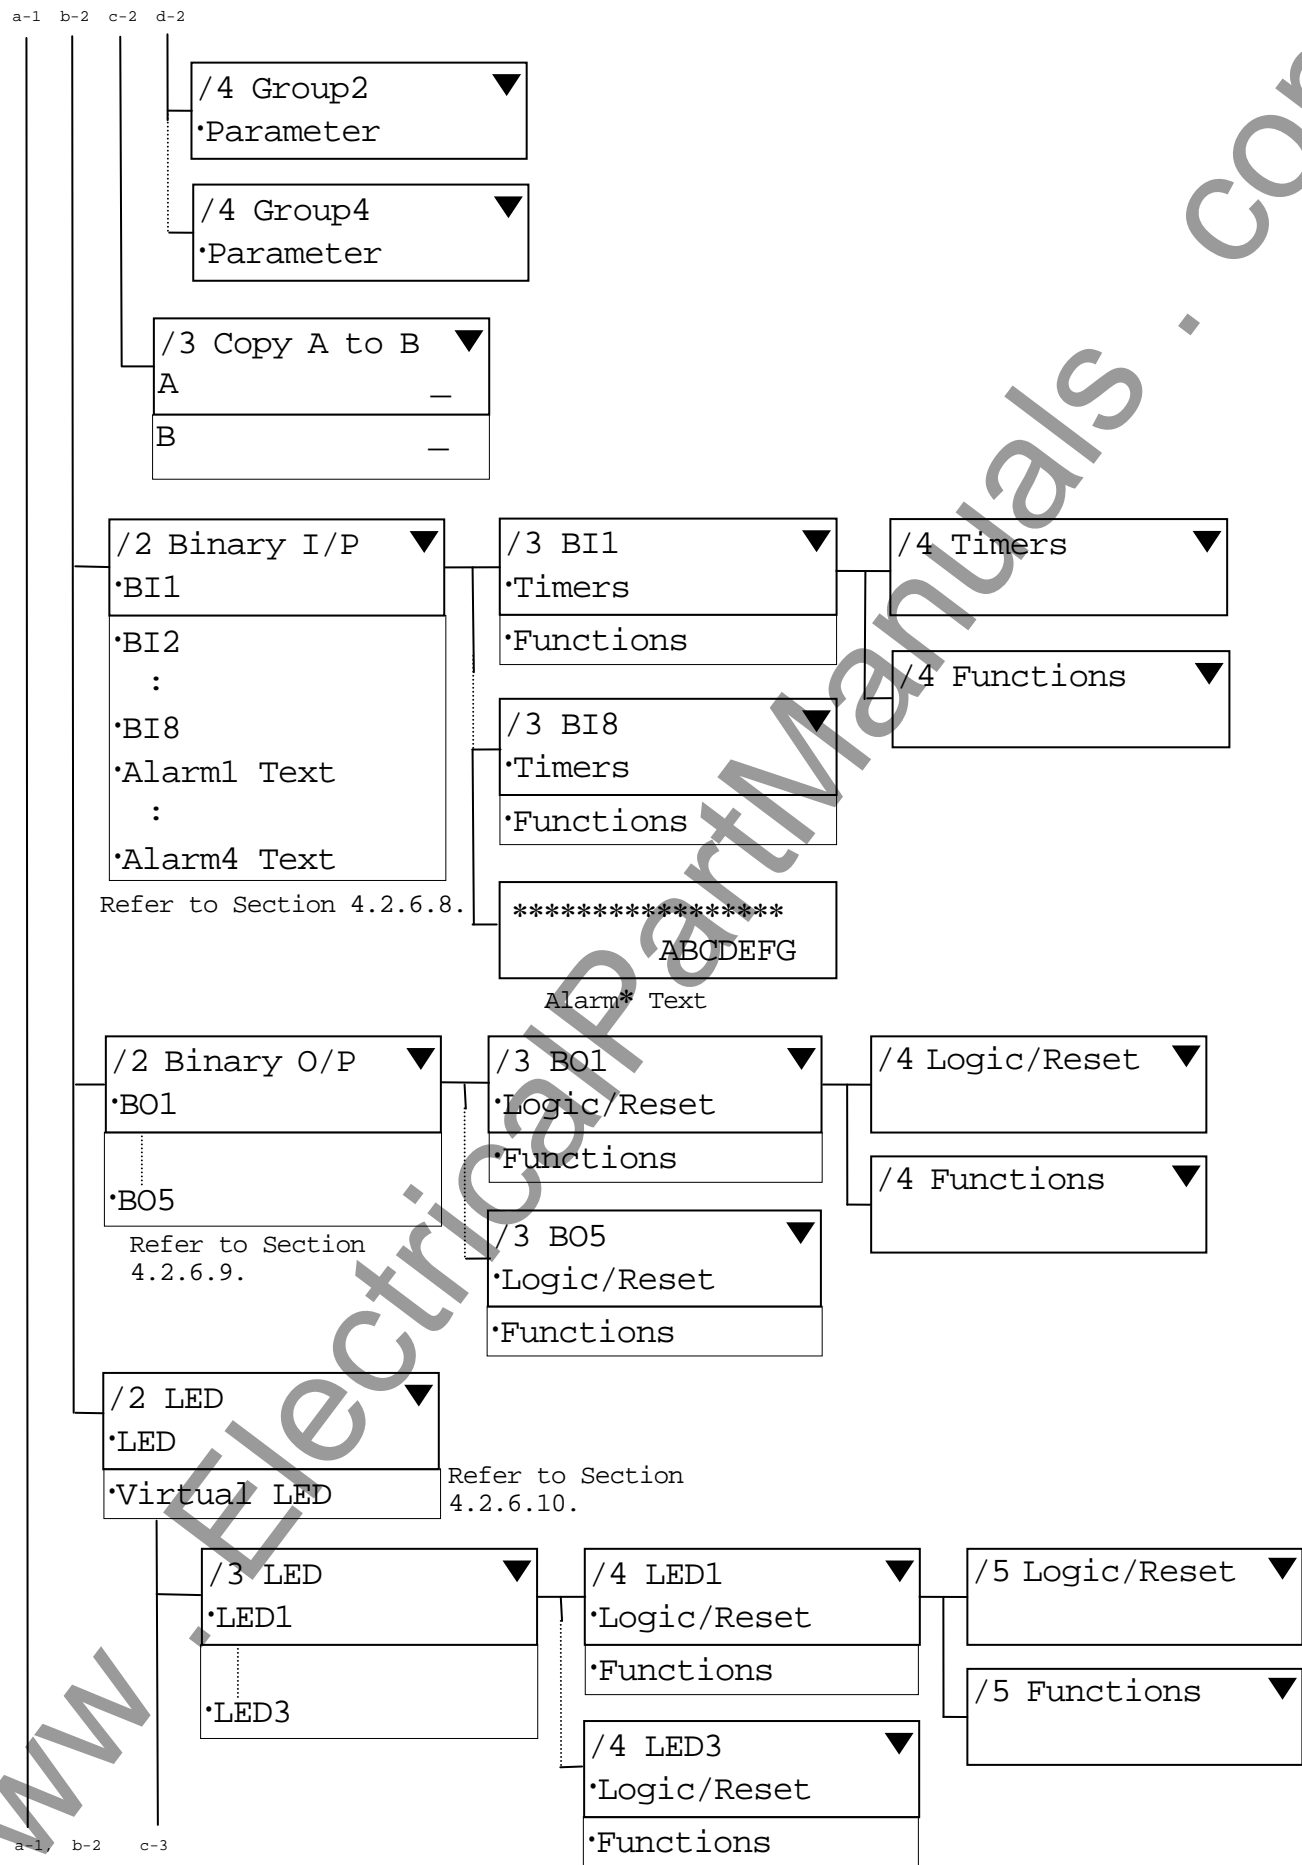 a-1 b-2 c-2 d-2
/4 Group2 ▼
·Parameter
/4 Group4 ▼
·Parameter
/3 Copy A to B ▼
A _
B _
/2 Binary I/P ▼
·BI1
·BI2
:
·BI8
·Alarm1 Text
:
·Alarm4 Text
Refer to Section 4.2.6.8.
/3 BI1 ▼
·Timers
·Functions
/3 BI8 ▼
·Timers
·Functions
*****************
ABCDEFG
Alarm* Text
/4 Timers ▼
/4 Functions ▼
/2 Binary O/P ▼
·BO1
·BO5
Refer to Section
4.2.6.9.
/3 BO1 ▼
·Logic/Reset
·Functions
/3 BO5 ▼
·Logic/Reset
·Functions
/4 Logic/Reset ▼
/4 Functions ▼
/2 LED ▼
·LED
·Virtual LED
Refer to Section
4.2.6.10.
/3 LED ▼
·LED1
·LED3
/4 LED1 ▼
·Logic/Reset
·Functions
/4 LED3 ▼
·Logic/Reset
·Functions
/5 Logic/Reset ▼
/5 Functions ▼
a-1, b-2 c-3
www .ElectricalPartManuals . com